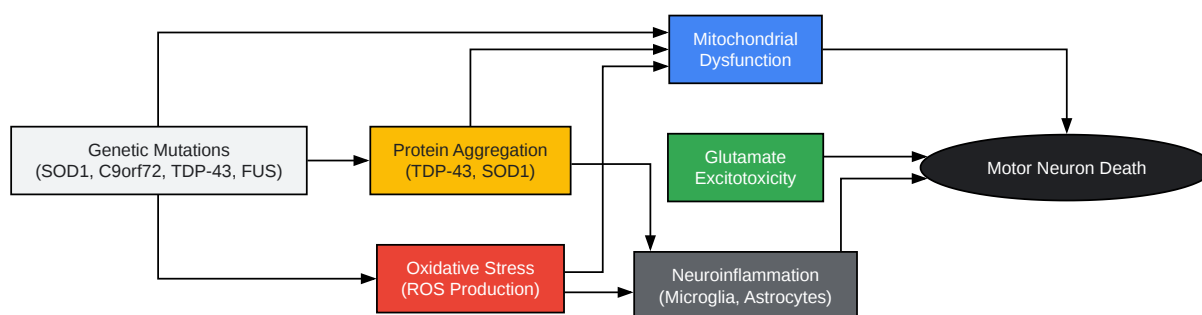 Mitochondrial
Dysfunction
Genetic Mutations
(SOD1, C9orf72, TDP-43, FUS)
Protein Aggregation
(TDP-43, SOD1)
Glutamate
Excitotoxicity
Motor Neuron Death
Oxidative Stress
(ROS Production)
Neuroinflammation
(Microglia, Astrocytes)